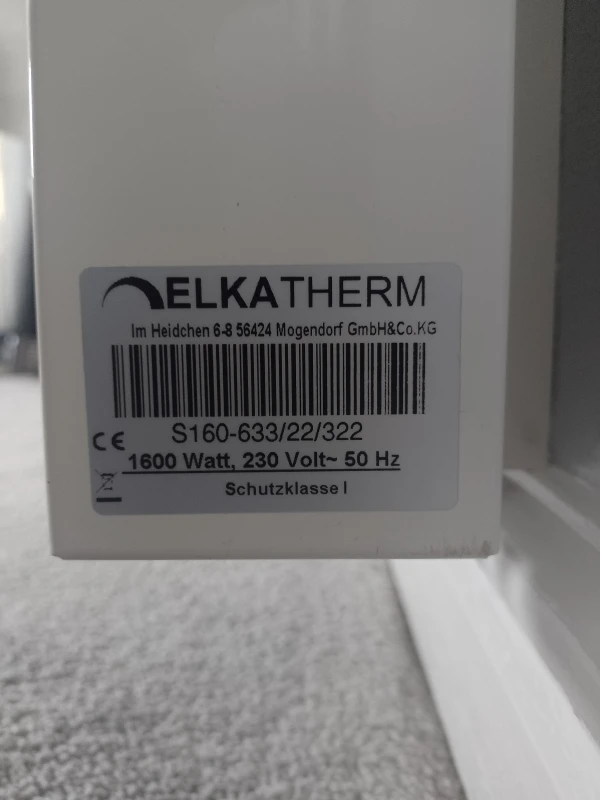 ELKATHERM
Im Heidchen 6-8 56424 Mogendorf GmbH&Co.KG
S160-633/22/322
CE
1600 Watt, 230 Volt~ 50 Hz
Schutzklasse I